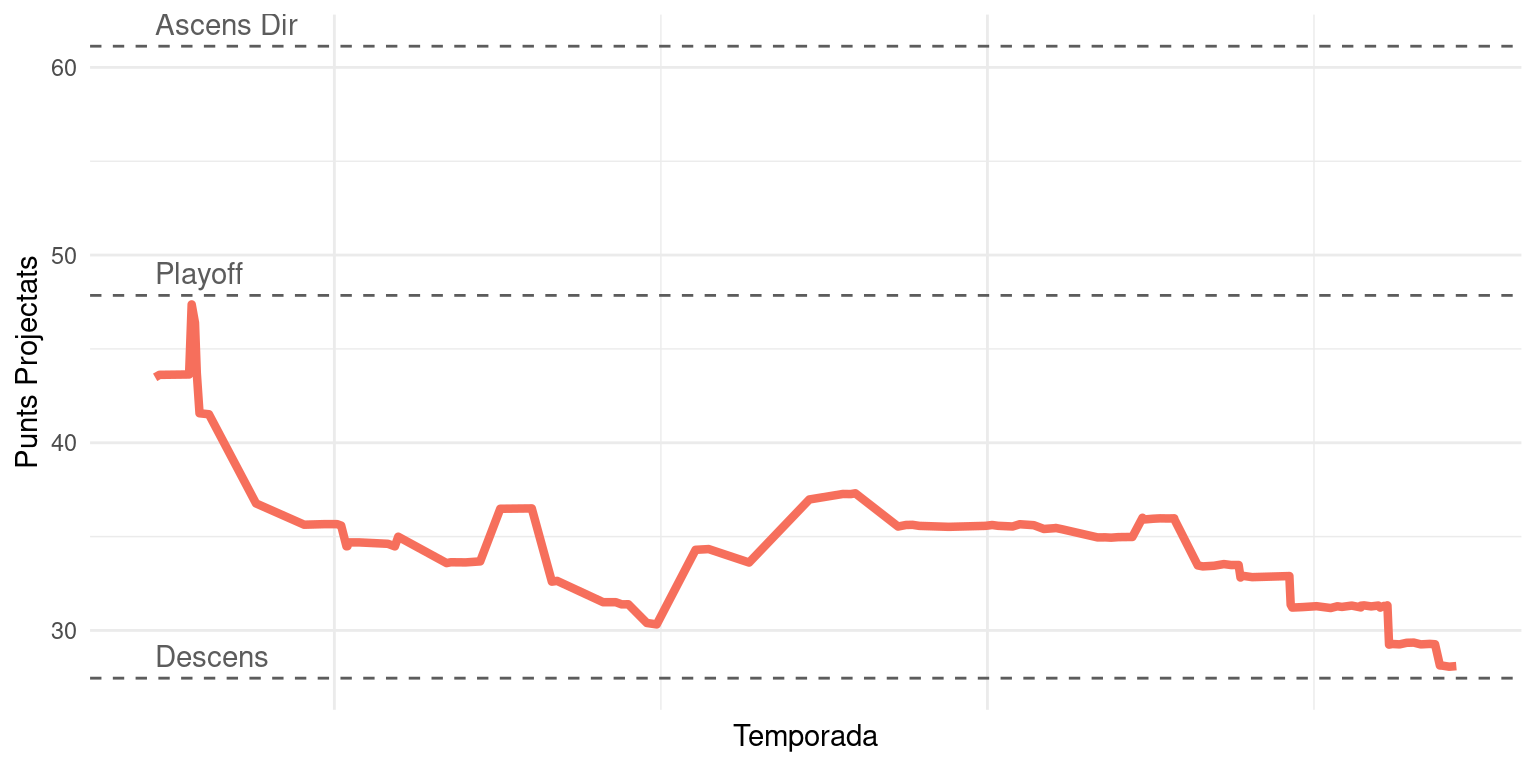 Ascens Dir
60
50
Playoff
Punts Projectats
40
30
Descens
Temporada